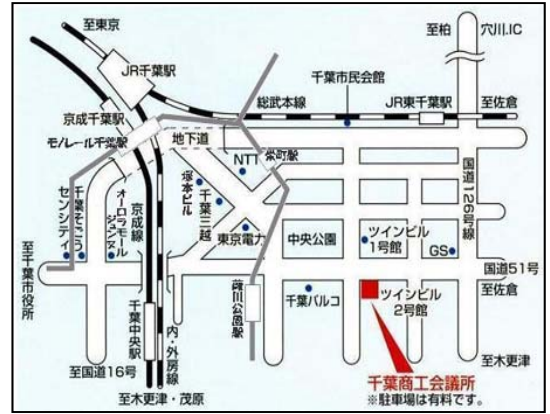 至東京
至柏
穴川.IC
JR千葉駅
千葉市民会館
総武本線
JR東千葉駅
至佐倉
京成千葉駅
モノレール千葉駅
地下道
NTT
栄町駅
国道126号線
塚本ビル
千葉三越
東京電力
中央公園
ツインビル
1号館
GS
千葉そごう
センシティ
オーロラモール
ジュンヌ
京成線
至千葉市役所
国道51号
至佐倉
千葉中央駅
内・外房線
葭川公園駅
千葉パルコ
ツインビル
2号館
至国道16号
至木更津
千葉商工会議所
※駐車場は有料です。
至木更津・茂原